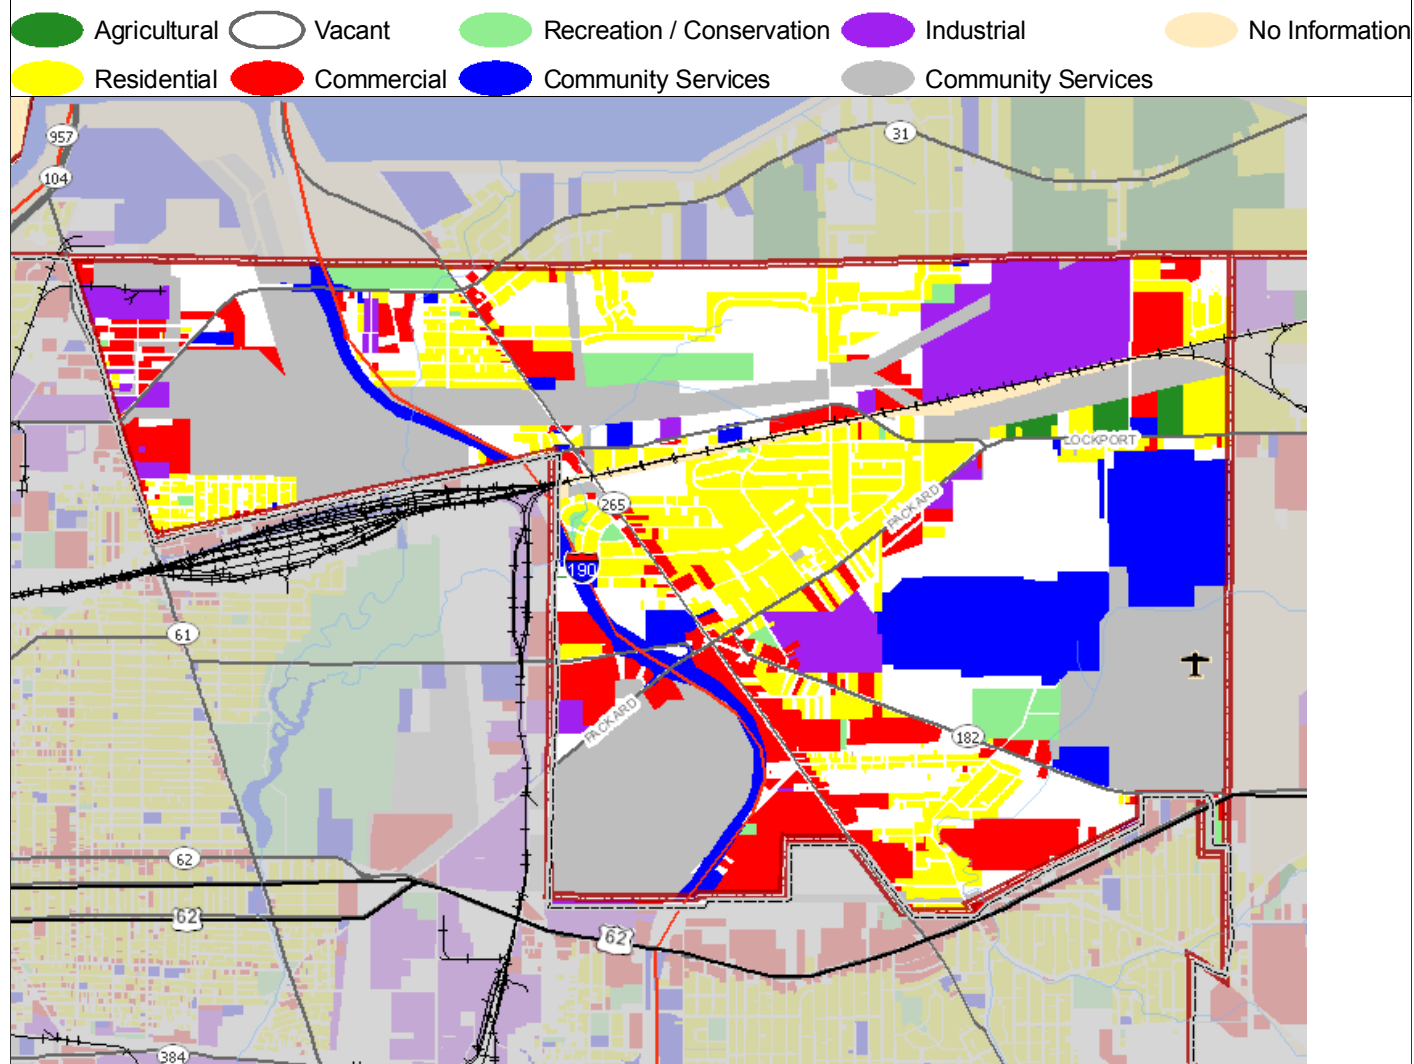 Agricultural Vacant Recreation / Conservation Industrial No Information
Residential Commercial Community Services Community Services
957
31
104
LOCKPORT
PACKARD
265
190
61
PACKARD
182
62
62
62
384